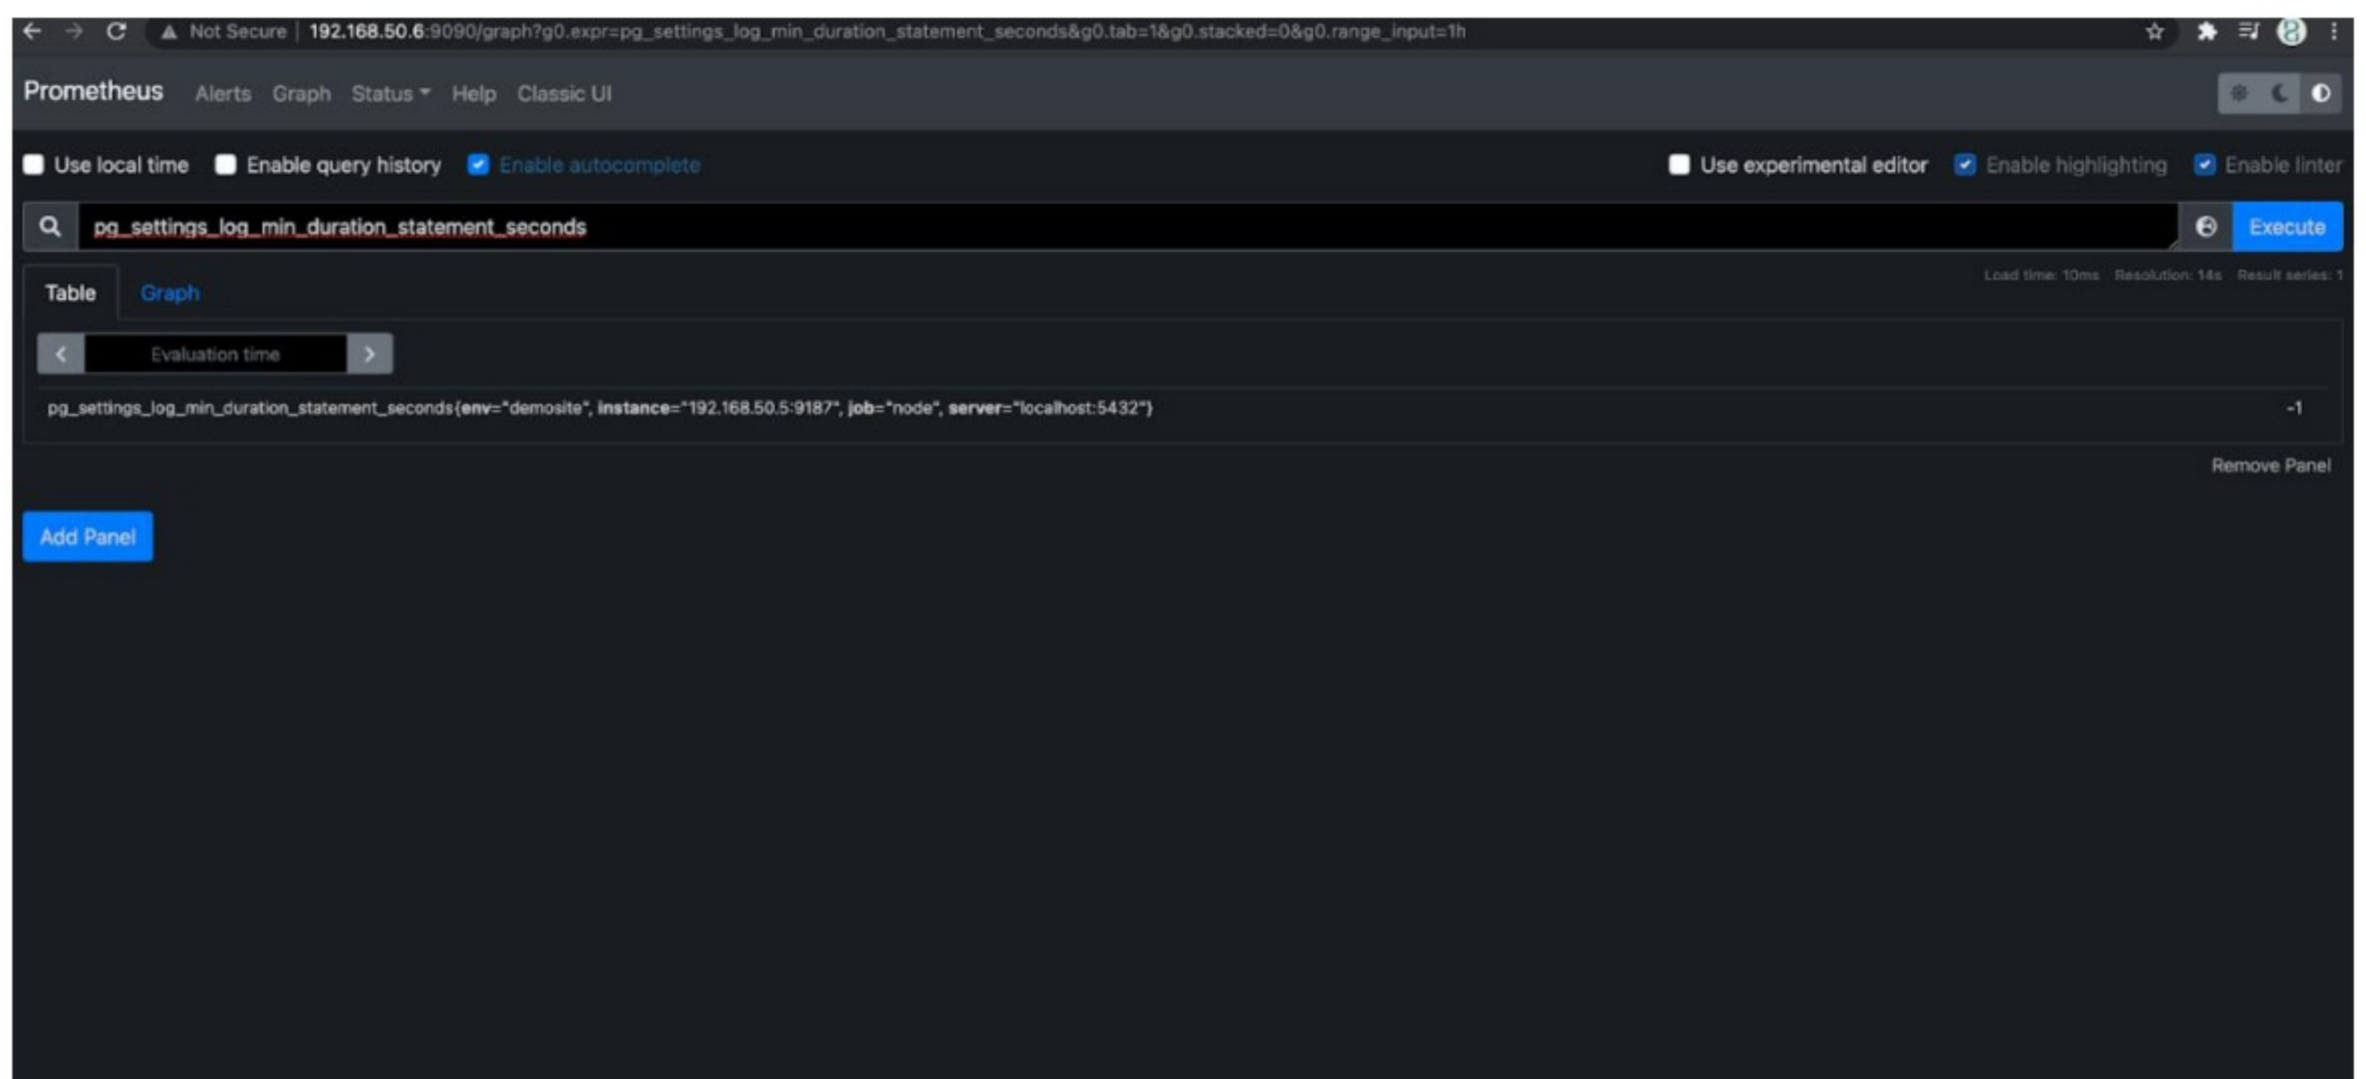 Not Secure | 192.168.50.6:9090/graph?g0.expr=pg_settings_log_min_duration_statement_seconds&g0.tab=1&g0.stacked=0&g0.range_input=1h
Prometheus Alerts Graph Status Help Classic UI
Use local time Enable query history Enable autocomplete Use experimental editor Enable highlighting Enable linter
pg_settings_log_min_duration_statement_seconds Execute
Load time: 10ms Resolution: 14s Result series: 1
Table Graph
Evaluation time
pg_settings_log_min_duration_statement_seconds{env="demosite", instance="192.168.50.5:9187", job="node", server="localhost:5432"} -1
Remove Panel
Add Panel